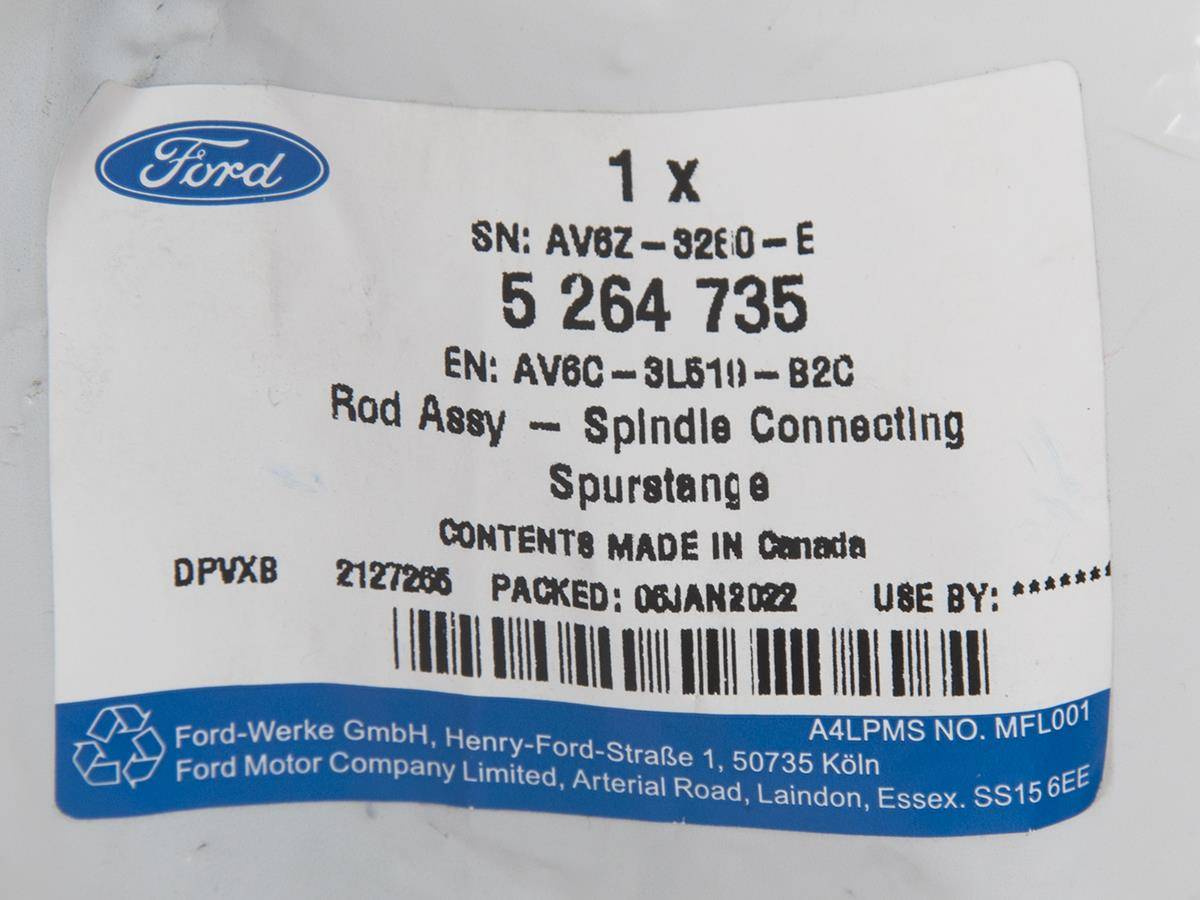 Ford
1 x
SN: AV6Z-3280-E
5 264 735
EN: AV6C-3L519-B2C
Rod Assy - Spindle Connecting
Spurstange
CONTENTS MADE IN Canada
DPVXB 2127265 PACKED: 06JAN2022 USE BY: *******
A4LPMS NO. MFL001
Ford-Werke GmbH, Henry-Ford-Straße 1, 50735 Köln
Ford Motor Company Limited, Arterial Road, Laindon, Essex. SS15 6EE